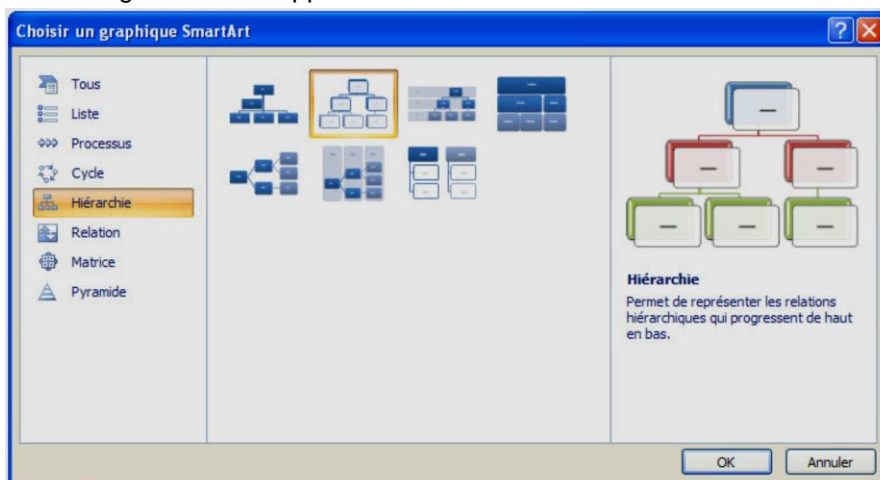 Choisir un graphique SmartArt
Tous
Liste
Processus
Cycle
Hiérarchie
Relation
Matrice
Pyramide
Hiérarchie
Permet de représenter les relations
hiérarchiques qui progressent de haut
en bas.
OK
Annuler